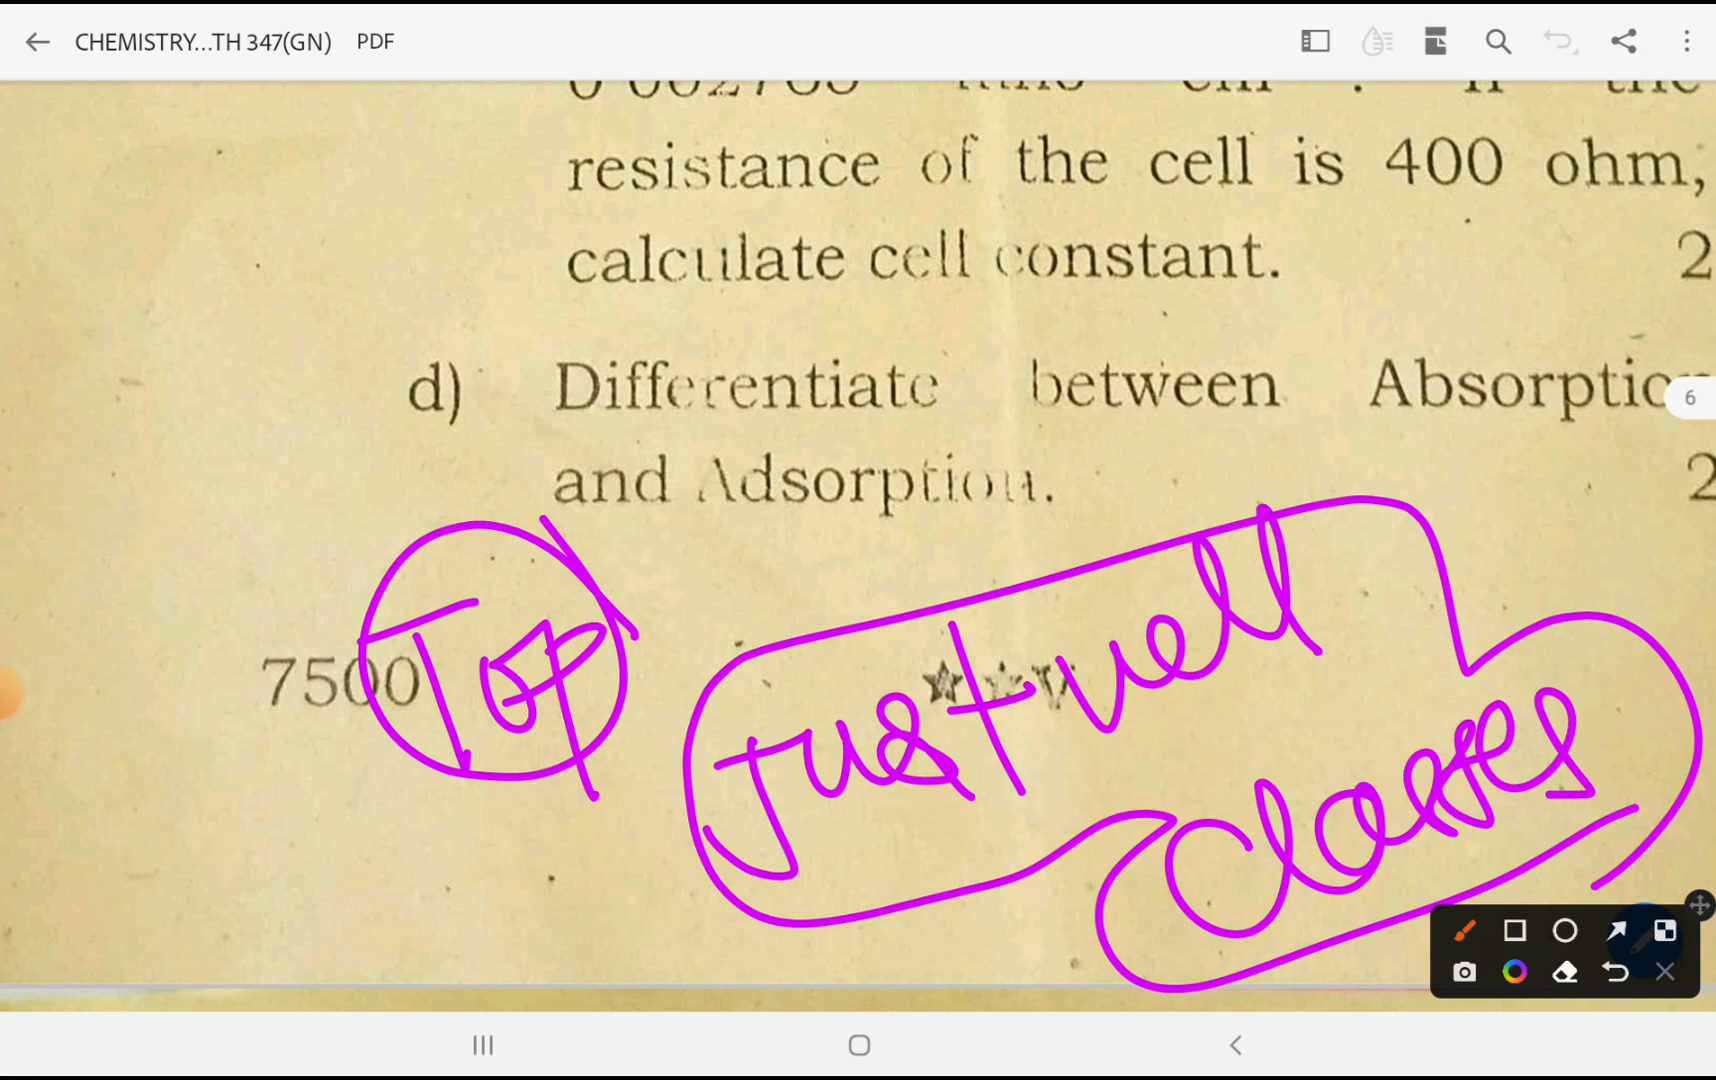 CHEMISTRY...TH 347(GN) PDF
resistance of the cell is 400 ohm,
calculate cell constant. 2
d) Differentiate between
6
and Adsorption. 2
7500
Top
Just well
classes